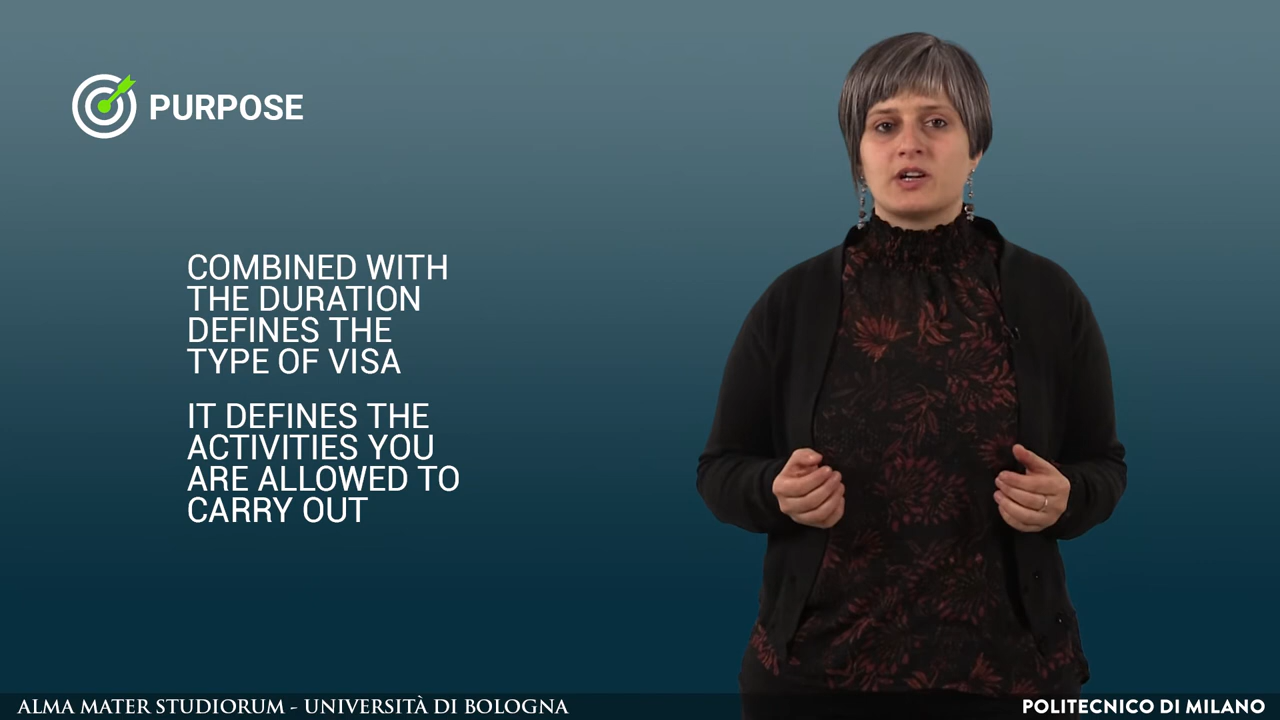 PURPOSE
COMBINED WITH
THE DURATION
DEFINES THE
TYPE OF VISA
IT DEFINES THE
ACTIVITIES YOU
ARE ALLOWED TO
CARRY OUT
ALMA MATER STUDIORUM - UNIVERSITÀ DI BOLOGNA
POLITECNICO DI MILANO